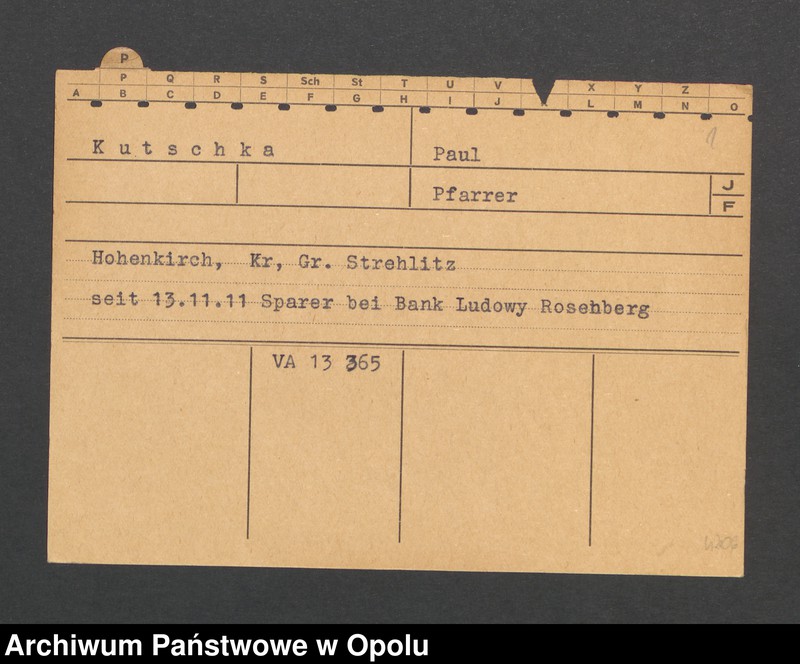 P
P Q R S Sch St T U V X Y Z
A B C D E F G H I J L M N O
1
Kutschka Paul
Pfarrer J
F
Hohenkirch, Kr, Gr. Strehlitz
seit 13.11.11 Sparer bei Bank Ludowy Rosenberg
VA 13 365
Archiwum Państwowe w Opolu